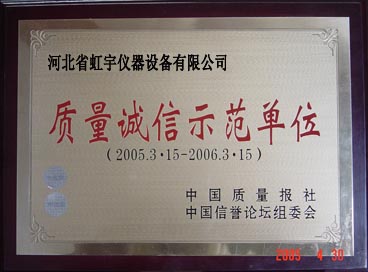 河北省虹宇仪器设备有限公司
质量诚信示范单位
(2005.3·15-2006.3·15)
中国质量报社
中国信誉论坛组委会
2005 4 30